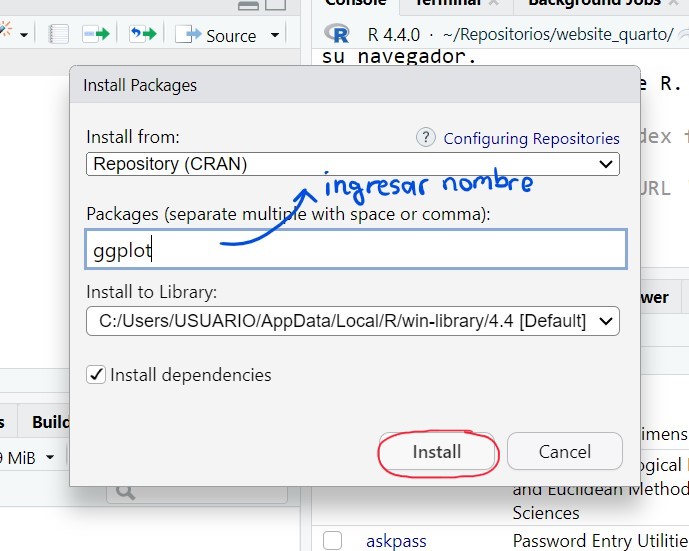 Console Terminal Background Jobs
Source
R 4.4.0 · ~/Repositorios/website_quarto/
su navegador.
Install Packages
e R.
Install from:
? Configuring Repositories
dex f
Repository (CRAN)
ingresar nombre
URL '
Packages (separate multiple with space or comma):
ggplot
Install to Library:
wer
C:/Users/USUARIO/AppData/Local/R/win-library/4.4 [Default]
Install dependencies
s Build
imens
Install
Cancel
9 MiB
ogical
and Euclidean Method
Sciences
askpass
Password Entry Utilitie